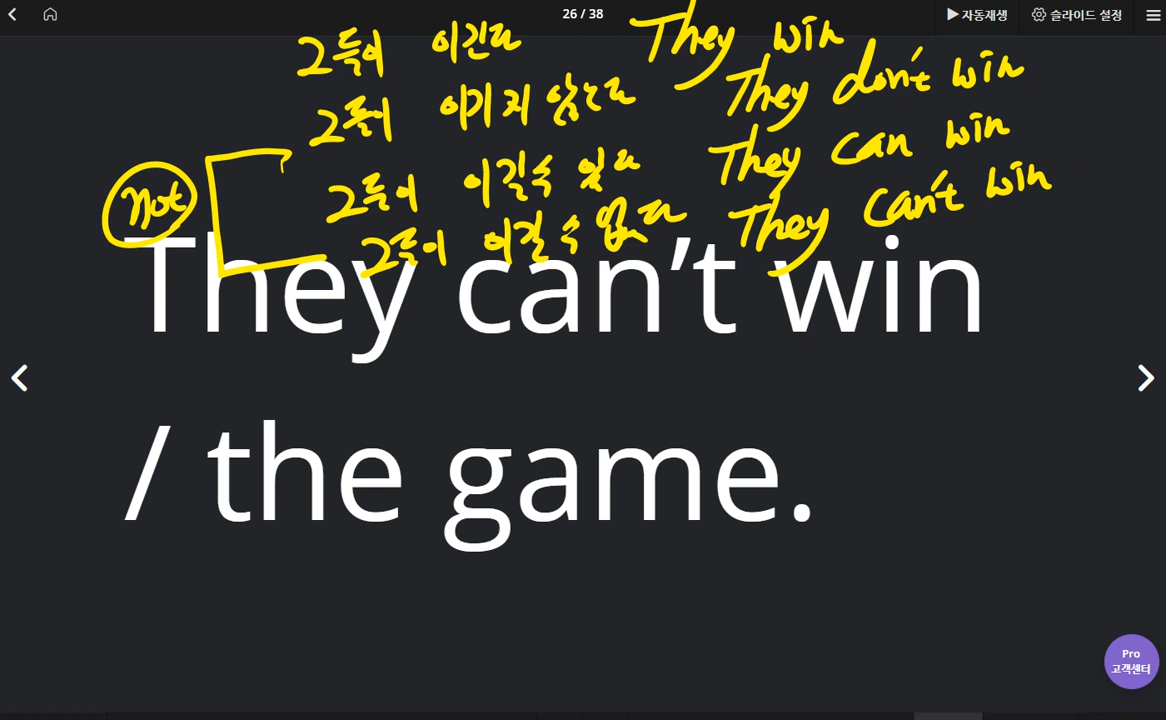 26 / 38
▶ 자동재생
슬라이드 설정
그들이 이긴다 They win
그들이 이기지 않는다 They don't win
그들이 이길수 있다 They can win
Not
그들이 이길수 없다 They can't win
They can't win
/ the game.
Pro
고객센터